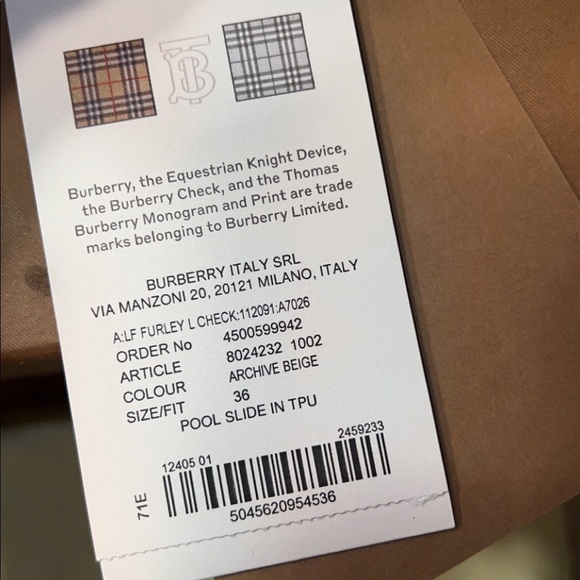 Burberry, the Equestrian Knight Device,
the Burberry Check, and the Thomas
Burberry Monogram and Print are trade
marks belonging to Burberry Limited.
BURBERRY ITALY SRL
VIA MANZONI 20, 20121 MILANO, ITALY
A:LF FURLEY L CHECK:112091:A7026
ORDER No 4500599942
ARTICLE 8024232 1002
COLOUR ARCHIVE BEIGE
SIZE/FIT 36
POOL SLIDE IN TPU
12405 01 2459233
71E
5045620954536